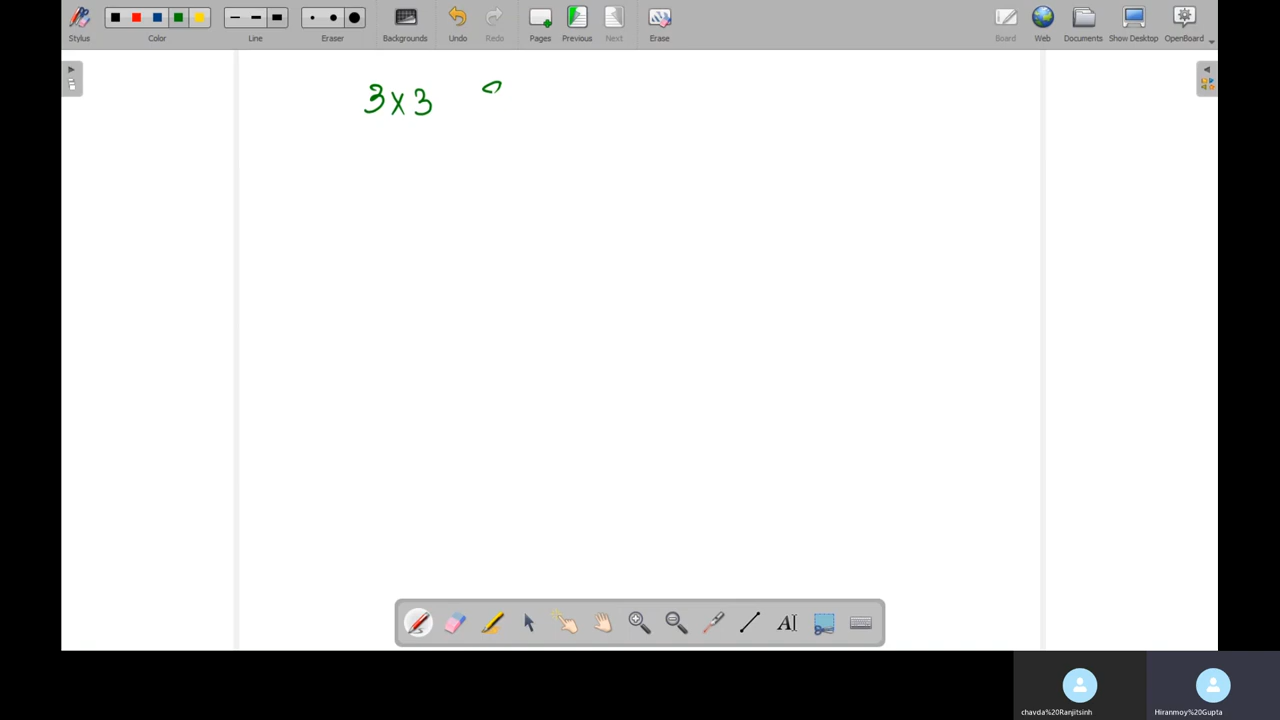 Stylus Color Line Eraser Backgrounds Undo Redo Pages Previous Next Erase Board Web Documents Show Desktop OpenBoard
3 x 3
chavda%20Ranjitsinh Hiranmoy%20Gupta